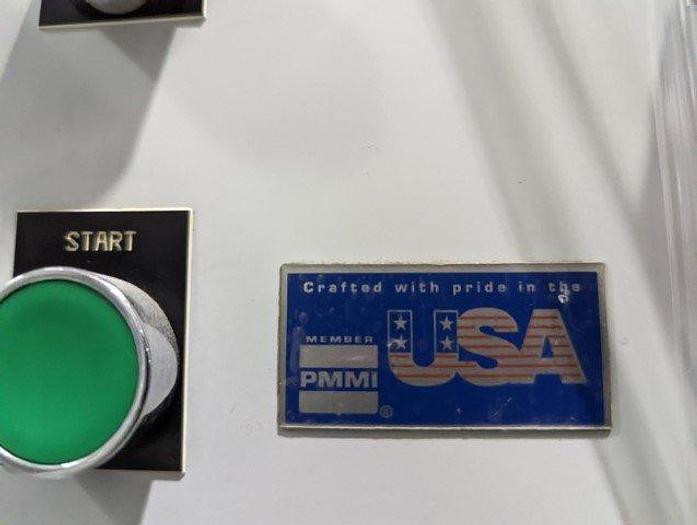 START
Crafted with pride in the
USA
MEMBER
PMMI
®